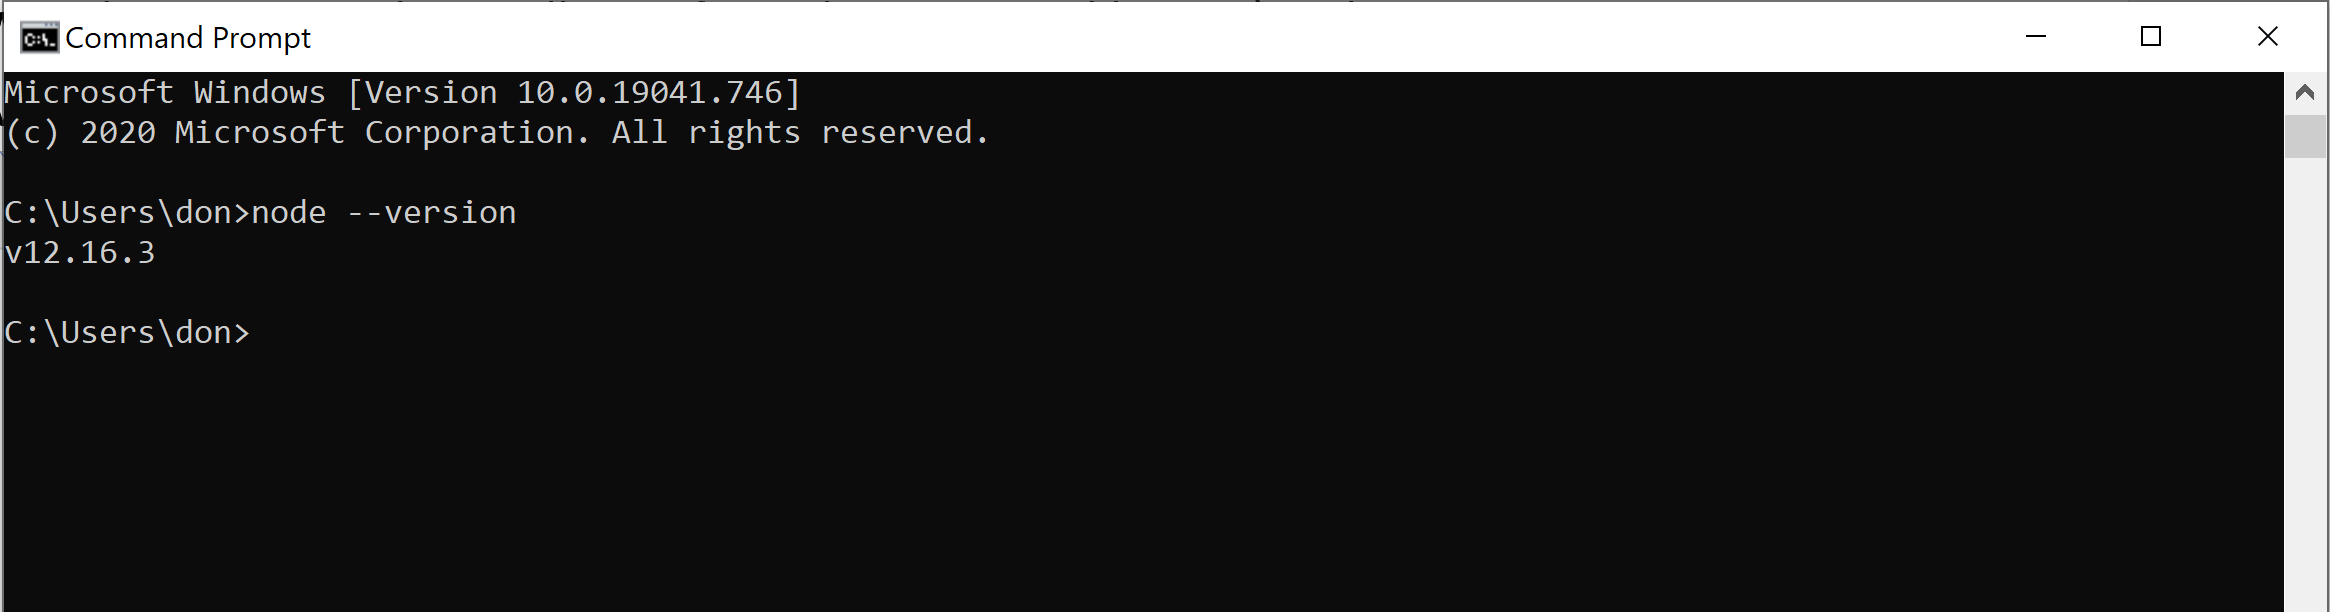 Command Prompt
Microsoft Windows [Version 10.0.19041.746]
(c) 2020 Microsoft Corporation. All rights reserved.
C:\Users\don>node --version
v12.16.3
C:\Users\don>